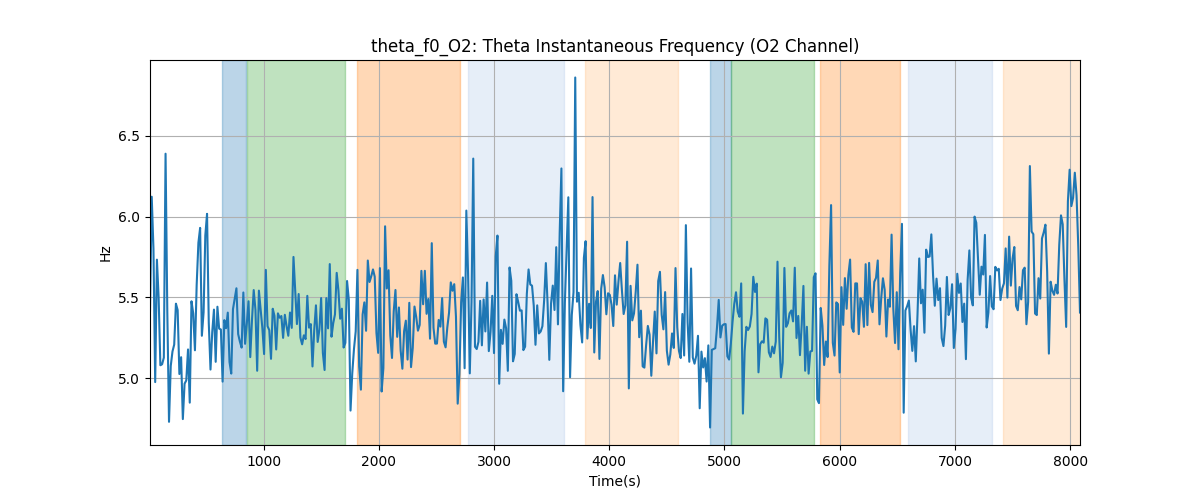 theta_f0_O2: Theta Instantaneous Frequency (O2 Channel)
Hz
6.5
6.0
5.5
5.0
1000 2000 3000 4000 5000 6000 7000 8000
Time(s)